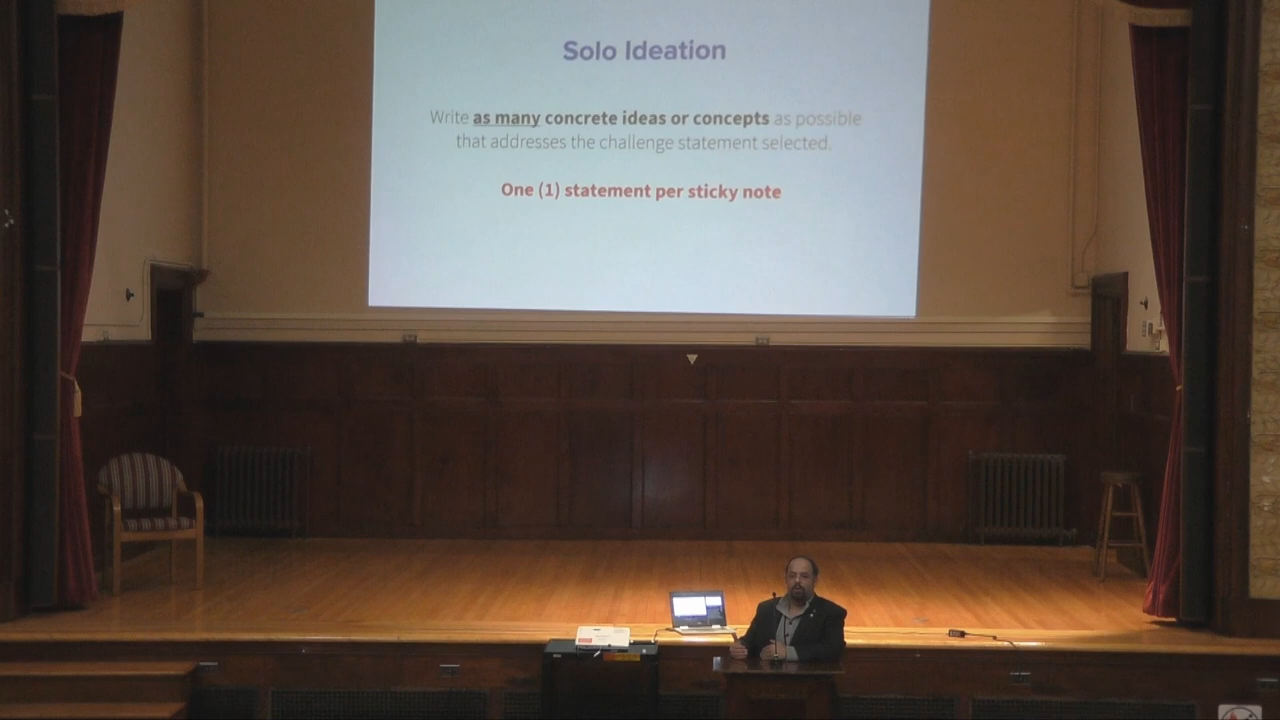 Solo Ideation
Write as many concrete ideas or concepts as possible
that addresses the challenge statement selected.
One (1) statement per sticky note